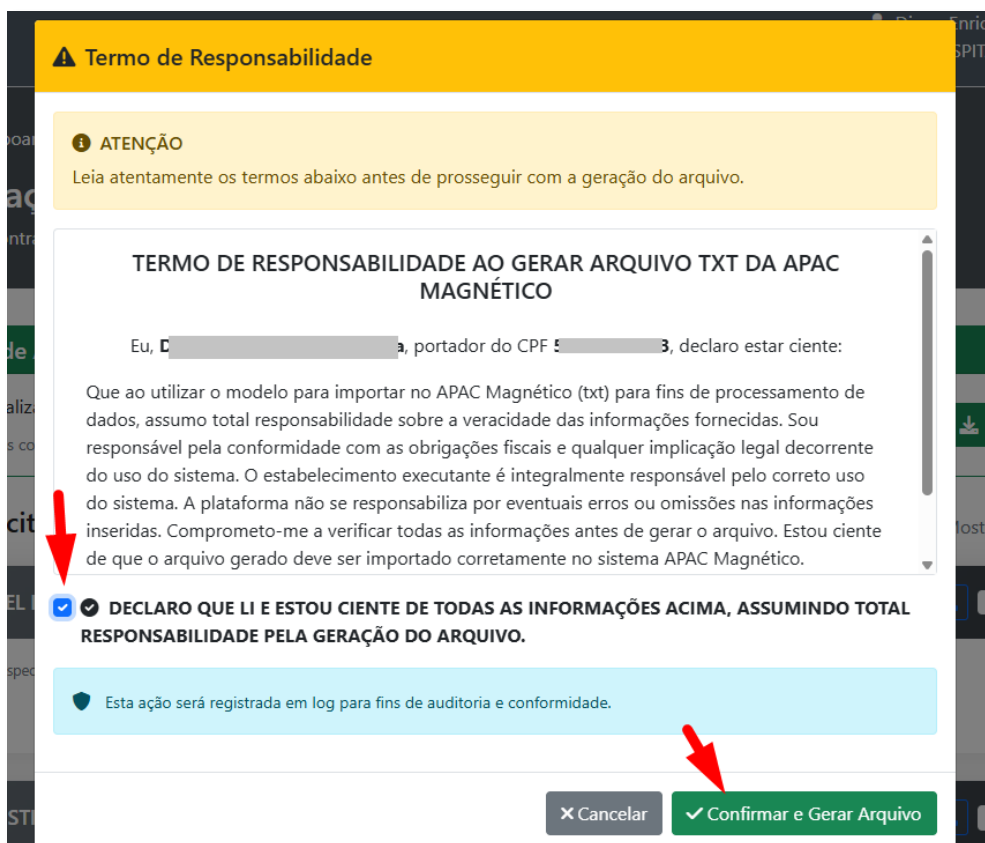 Termo de Responsabilidade
ATENÇÃO
Leia atentamente os termos abaixo antes de prosseguir com a geração do arquivo.
TERMO DE RESPONSABILIDADE AO GERAR ARQUIVO TXT DA APAC
MAGNÉTICO
Eu, D a, portador do CPF 5 3, declaro estar ciente:
Que ao utilizar o modelo para importar no APAC Magnético (txt) para fins de processamento de
dados, assumo total responsabilidade sobre a veracidade das informações fornecidas. Sou
responsável pela conformidade com as obrigações fiscais e qualquer implicação legal decorrente
do uso do sistema. O estabelecimento executante é integralmente responsável pelo correto uso
do sistema. A plataforma não se responsabiliza por eventuais erros ou omissões nas informações
inseridas. Comprometo-me a verificar todas as informações antes de gerar o arquivo. Estou ciente
de que o arquivo gerado deve ser importado corretamente no sistema APAC Magnético.
DECLARO QUE LI E ESTOU CIENTE DE TODAS AS INFORMAÇÕES ACIMA, ASSUMINDO TOTAL
RESPONSABILIDADE PELA GERAÇÃO DO ARQUIVO.
Esta ação será registrada em log para fins de auditoria e conformidade.
Cancelar
Confirmar e Gerar Arquivo